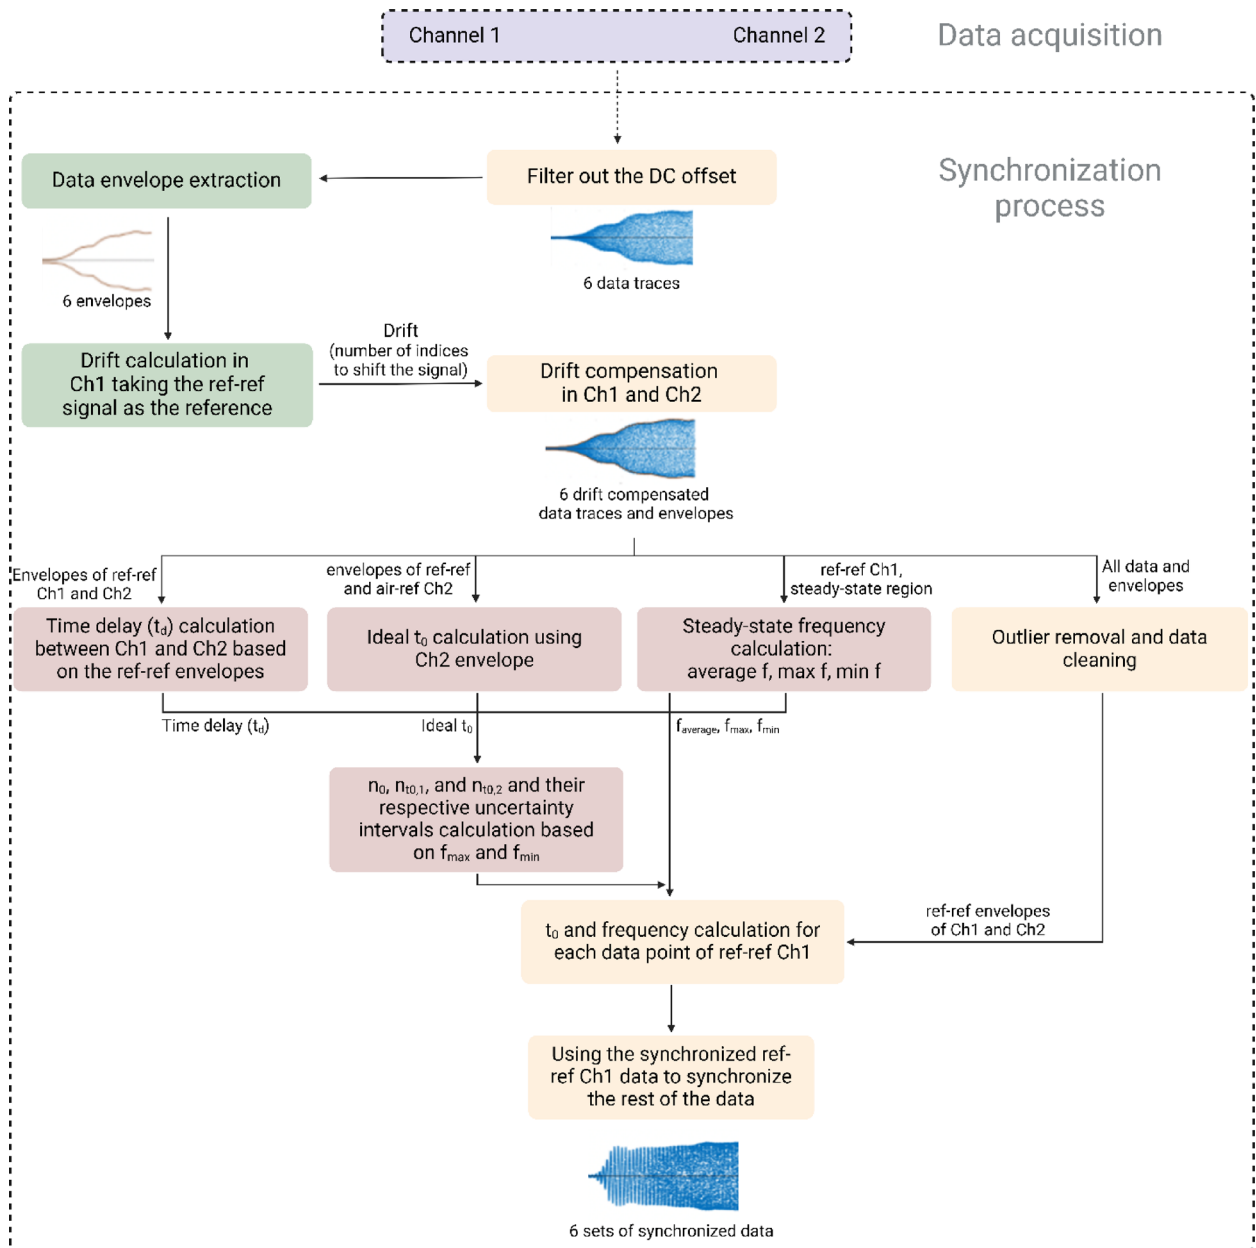 Channel 1
Channel 2
Data acquisition
Synchronization
process
Data envelope extraction
Filter out the DC offset
6 envelopes
6 data traces
Drift calculation in
Ch1 taking the ref-ref
signal as the reference
Drift
(number of indices
to shift the signal)
Drift compensation
in Ch1 and Ch2
6 drift compensated
data traces and envelopes
Envelopes of ref-ref
Ch1 and Ch2
envelopes of ref-ref
and air-ref Ch2
ref-ref Ch1,
steady-state region
All data and
envelopes
Time delay (td) calculation
between Ch1 and Ch2 based
on the ref-ref envelopes
Ideal t0 calculation using
Ch2 envelope
Steady-state frequency
calculation:
average f, max f, min f
Outlier removal and data
cleaning
Time delay (td)
Ideal t0
faverage, fmax, fmin
n0, nt0,1, and nt0,2 and their
respective uncertainty
intervals calculation based
on fmax and fmin
t0 and frequency calculation for
each data point of ref-ref Ch1
ref-ref envelopes
of Ch1 and Ch2
Using the synchronized ref-
ref Ch1 data to synchronize
the rest of the data
6 sets of synchronized data